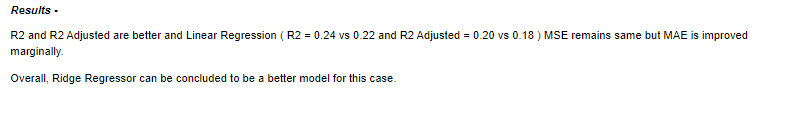 Results -
R2 and R2 Adjusted are better and Linear Regression ( R2 = 0.24 vs 0.22 and R2 Adjusted = 0.20 vs 0.18 ) MSE remains same but MAE is improved
marginally.
Overall, Ridge Regressor can be concluded to be a better model for this case.